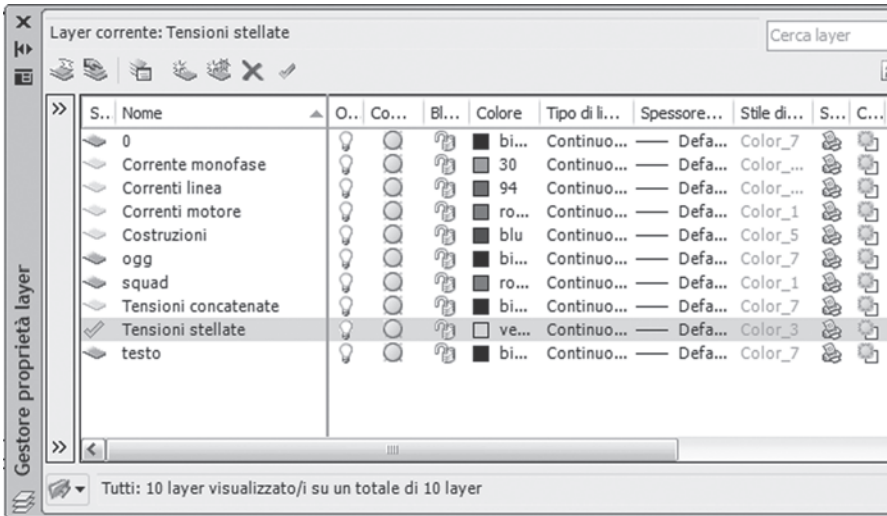 Layer corrente: Tensioni stellate
Cerca layer
S... Nome O... Co... Bl... Colore Tipo di li... Spessore... Stile di... S... C...
0 bi... Continuo... Defa... Color_7
Corrente monofase 30 Continuo... Defa... Color_...
Correnti linea 94 Continuo... Defa... Color_...
Correnti motore ro... Continuo... Defa... Color_1
Costruzioni blu Continuo... Defa... Color_5
ogg bi... Continuo... Defa... Color_7
squad ro... Continuo... Defa... Color_1
Tensioni concatenate bi... Continuo... Defa... Color_7
Tensioni stellate ve... Continuo... Defa... Color_3
testo bi... Continuo... Defa... Color_7
Gestore proprietà layer
Tutti: 10 layer visualizzato/i su un totale di 10 layer